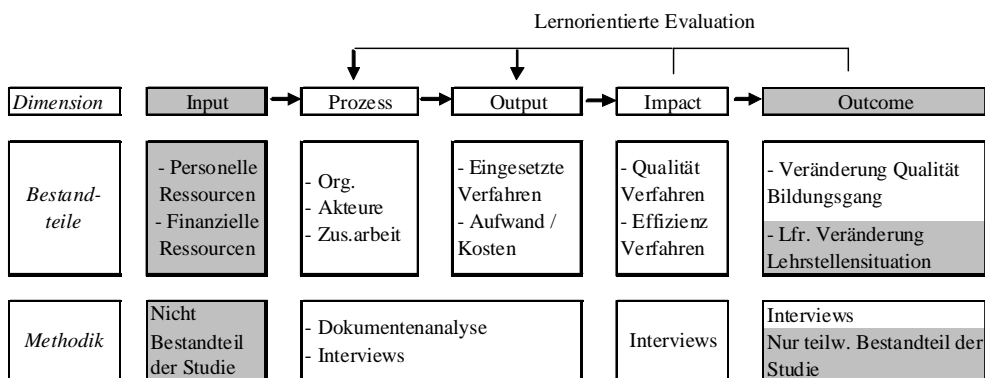 Lernorientierte Evaluation
Dimension
Input
Prozess
Output
Impact
Outcome
Bestand-
teile
- Personelle
Ressourcen
- Finanzielle
Ressourcen
- Org.
- Akteure
- Zus.arbeit
- Eingesetzte
Verfahren
- Aufwand /
Kosten
- Qualität
Verfahren
- Effizienz
Verfahren
- Veränderung Qualität
Bildungsgang
- Lfr. Veränderung
Lehrstellensituation
Methodik
Nicht
Bestandteil
der Studie
- Dokumentenanalyse
- Interviews
Interviews
Interviews
Nur teilw. Bestandteil der
Studie